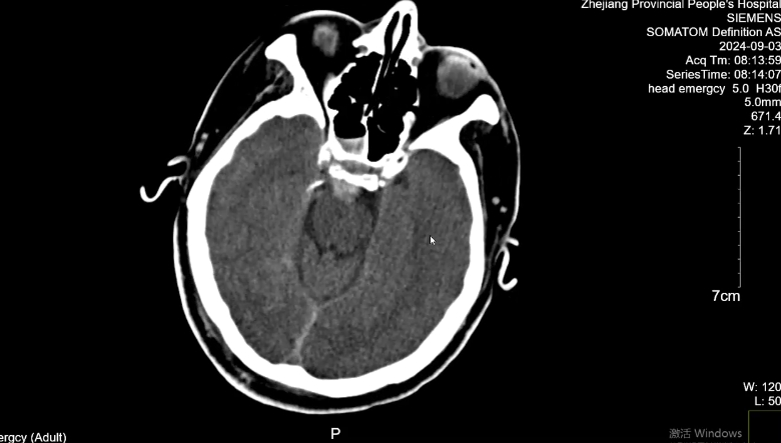 Zhejiang Provincial People's Hospital
SIEMENS
SOMATOM Definition AS
2024-09-03
Acq Tm: 08:13:59
SeriesTime: 08:14:07
head emergcy 5.0 H30f
5.0mm
671.4
Z: 1.71
7cm
W: 120
L: 50
激活 Windows
ergcy (Adult)
P